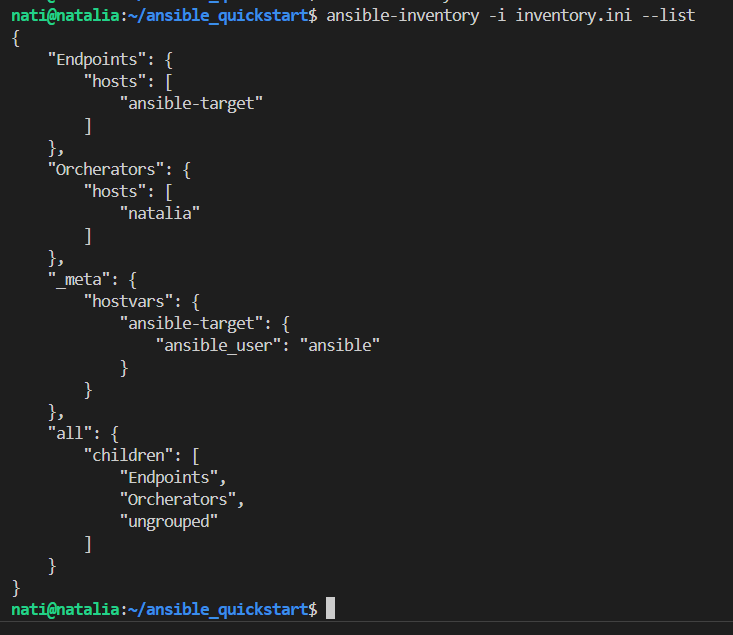 nati@natalia:~/ansible_quickstart$ ansible-inventory -i inventory.ini --list
{
    "Endpoints": {
        "hosts": [
            "ansible-target"
        ]
    },
    "Orcherators": {
        "hosts": [
            "natalia"
        ]
    },
    "_meta": {
        "hostvars": {
            "ansible-target": {
                "ansible_user": "ansible"
            }
        }
    },
    "all": {
        "children": [
            "Endpoints",
            "Orcherators",
            "ungrouped"
        ]
    }
}
nati@natalia:~/ansible_quickstart$